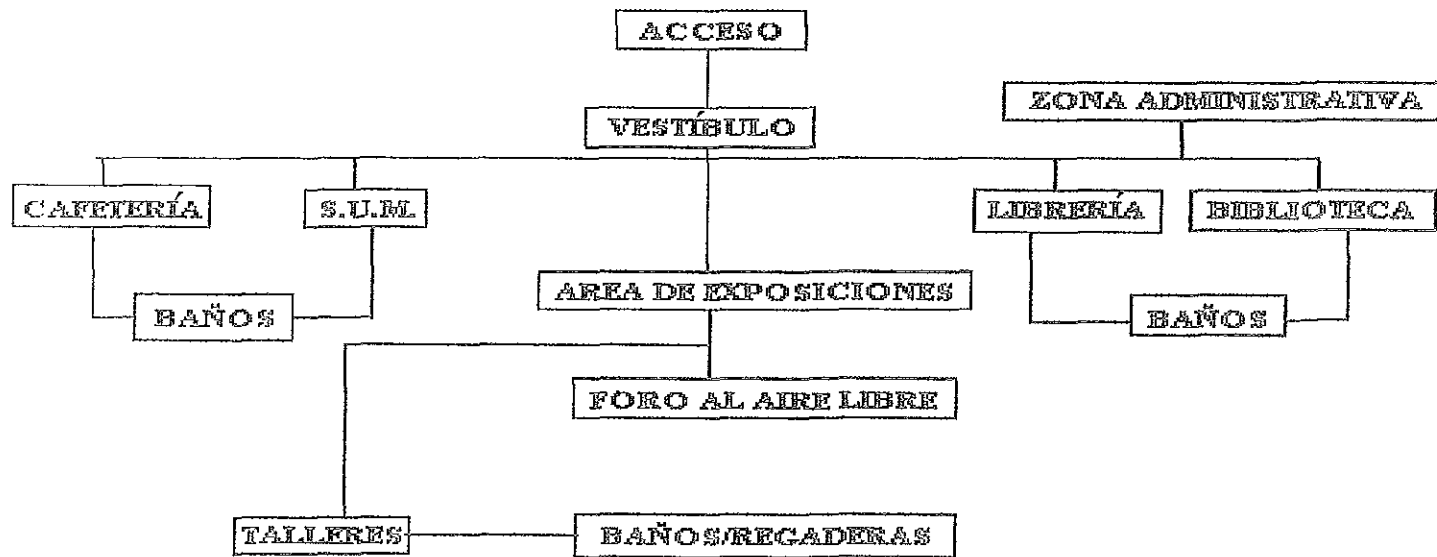 ACCESO
ZONA ADMINISTRATIVA
VESTÍBULO
CAFETERÍA
S.U.M.
LIBRERÍA
BIBLIOTECA
AREA DE EXPOSICIONES
BAÑOS
BAÑOS
FORO AL AIRE LIBRE
TALLERES
BAÑOS/REGADERAS